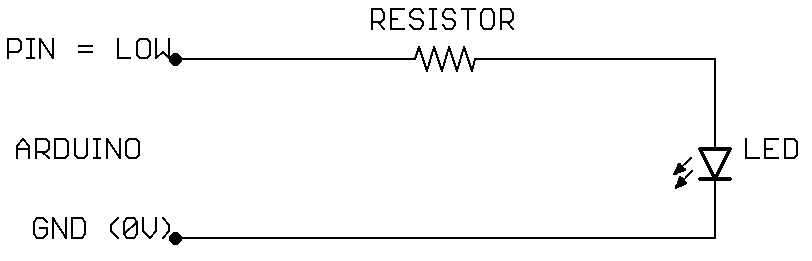 RESISTOR
PIN = LOW
ARDUINO
LED
GND (0V)